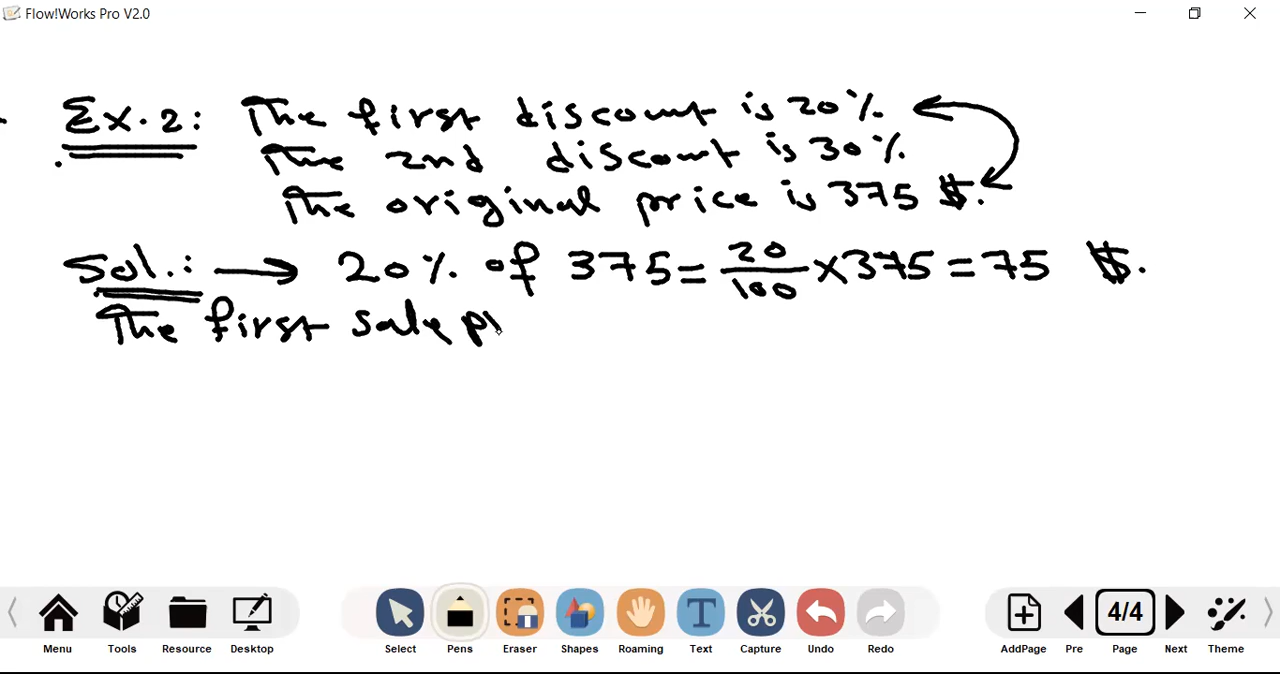 Flow!Works Pro V2.0
Ex.2: The first discount is 20%.
The 2nd discount is 30%.
The original price is 375 $.
Sol.: → 20% of 375 = 20/100 × 375 = 75 $.
The first sale pr
Menu Tools Resource Desktop Select Pens Eraser Shapes Roaming Text Capture Undo Redo AddPage Pre 4/4 Page Next Theme